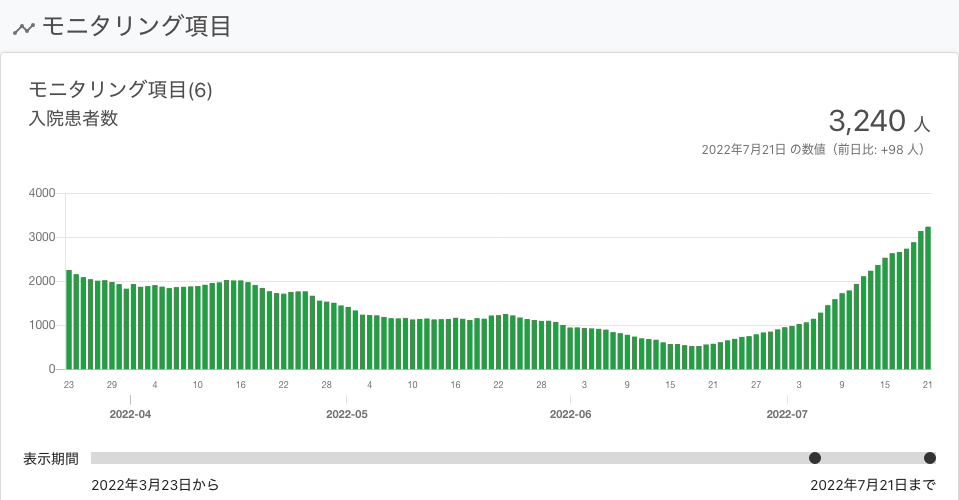 モニタリング項目
モニタリング項目(6)
入院患者数
3,240 人
2022年7月21日 の数値（前日比: +98 人）
4000
3000
2000
1000
0
23 29 4 10 16 22 28 4 10 16 22 28 3 9 15 21 27 3 9 15 21
2022-04 2022-05 2022-06 2022-07
表示期間
2022年3月23日から 2022年7月21日まで